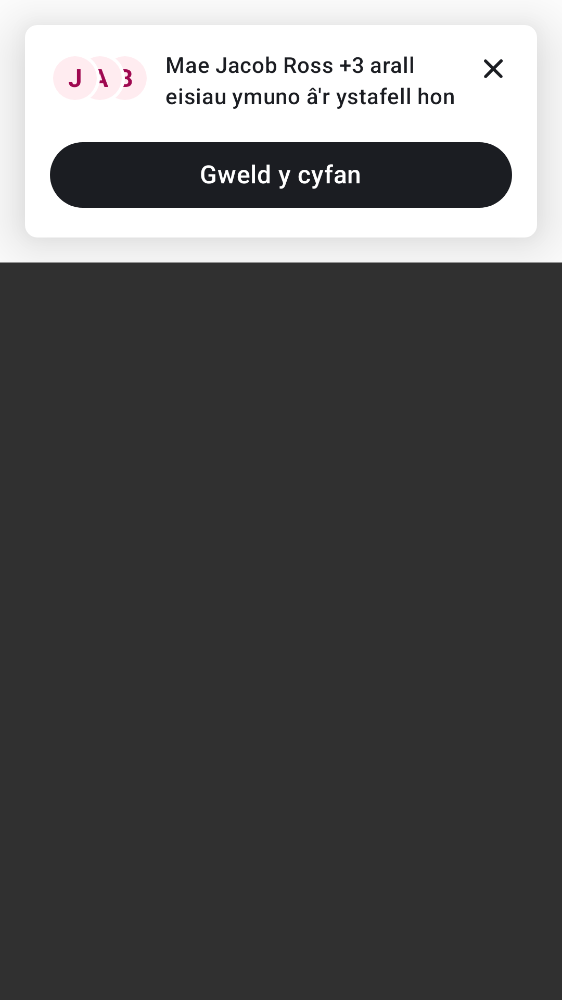 J A B
Mae Jacob Ross +3 arall
eisiau ymuno â'r ystafell hon
Gweld y cyfan